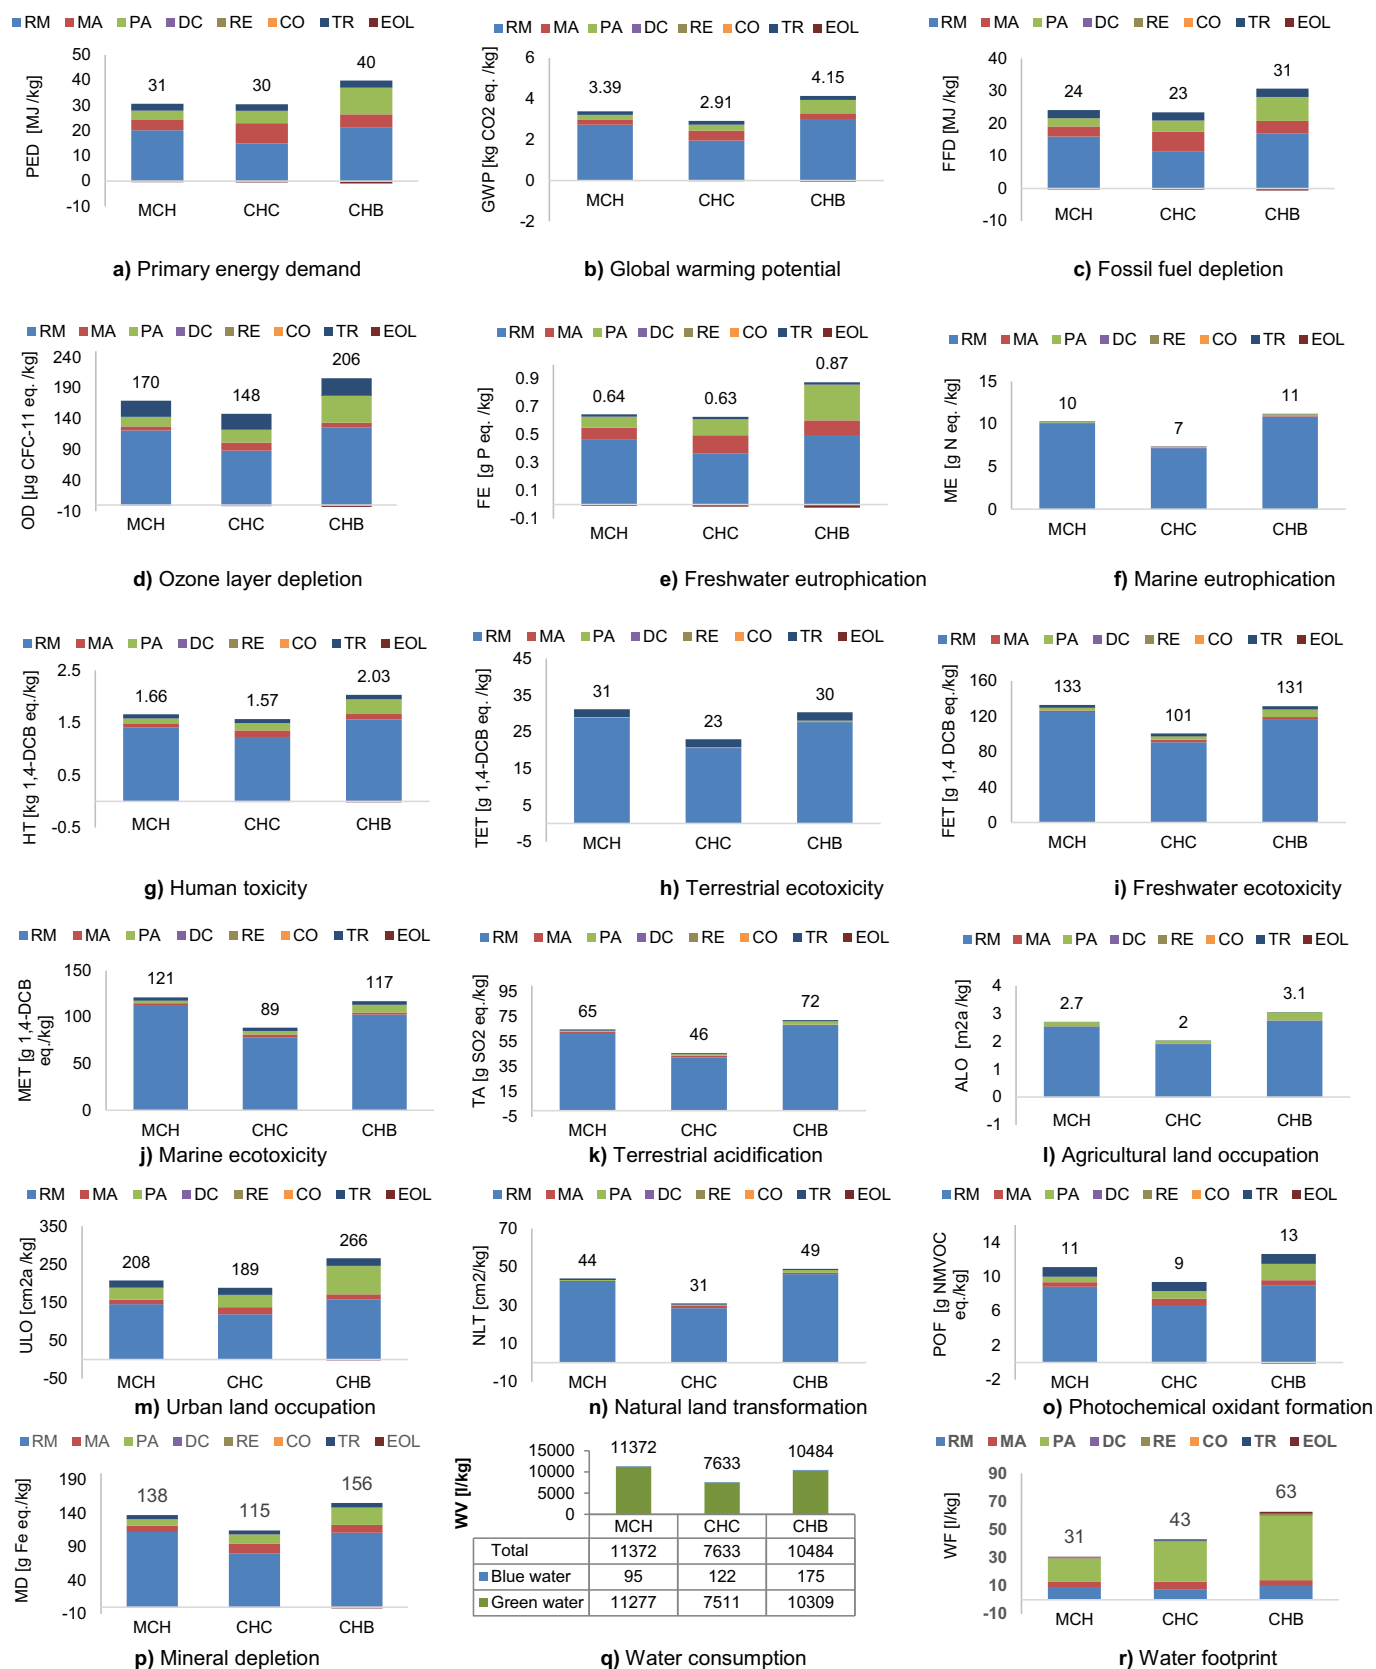 RM MA PA DC RE CO TR EOL
PED [MJ /kg]
50
40
30
20
10
0
-10
31
30
40
MCH CHC CHB
a) Primary energy demand
RM MA PA DC RE CO TR EOL
GWP [kg CO2 eq. /kg]
6
4
2
0
-2
3.39
2.91
4.15
MCH CHC CHB
b) Global warming potential
RM MA PA DC RE CO TR EOL
FFD [MJ /kg]
40
30
20
10
0
-10
24
23
31
MCH CHC CHB
c) Fossil fuel depletion
RM MA PA DC RE CO TR EOL
OD [µg CFC-11 eq. /kg]
240
190
140
90
40
-10
170
148
206
MCH CHC CHB
d) Ozone layer depletion
RM MA PA DC RE CO TR EOL
FE [g P eq. /kg]
0.9
0.7
0.5
0.3
0.1
-0.1
0.64
0.63
0.87
MCH CHC CHB
e) Freshwater eutrophication
RM MA PA DC RE CO TR EOL
ME [g N eq. /kg]
15
10
5
0
10
7
11
MCH CHC CHB
f) Marine eutrophication
RM MA PA DC RE CO TR EOL
HT [kg 1,4-DCB eq./kg]
2.5
1.5
0.5
-0.5
1.66
1.57
2.03
MCH CHC CHB
g) Human toxicity
RM MA PA DC RE CO TR EOL
TET [g 1,4-DCB eq. /kg]
45
35
25
15
5
-5
31
23
30
MCH CHC CHB
h) Terrestrial ecotoxicity
RM MA PA DC RE CO TR EOL
FET [g 1,4 DCB eq./kg]
160
120
80
40
0
133
101
131
MCH CHC CHB
i) Freshwater ecotoxicity
RM MA PA DC RE CO TR EOL
MET [g 1,4-DCB
eq./kg]
150
100
50
0
121
89
117
MCH CHC CHB
j) Marine ecotoxicity
RM MA PA DC RE CO TR EOL
TA [g SO2 eq./kg]
95
75
55
35
15
-5
65
46
72
MCH CHC CHB
k) Terrestrial acidification
RM MA PA DC RE CO TR EOL
ALO [m2a /kg]
4
3
2
1
0
-1
2.7
2
3.1
MCH CHC CHB
l) Agricultural land occupation
RM MA PA DC RE CO TR EOL
ULO [cm2a /kg]
350
250
150
50
-50
208
189
266
MCH CHC CHB
m) Urban land occupation
RM MA PA DC RE CO TR EOL
NLT [cm2/kg]
70
50
30
10
-10
44
31
49
MCH CHC CHB
n) Natural land transformation
RM MA PA DC RE CO TR EOL
POF [g NMVOC
eq./kg]
14
10
6
2
-2
11
9
13
MCH CHC CHB
o) Photochemical oxidant formation
RM MA PA DC RE CO TR EOL
MD [g Fe eq./kg]
190
140
90
40
-10
138
115
156
MCH CHC CHB
p) Mineral depletion
WV [l/kg]
15000
10000
5000
0
11372
7633
10484
MCH CHC CHB
Total 11372 7633 10484
Blue water 95 122 175
Green water 11277 7511 10309
q) Water consumption
RM MA PA DC RE CO TR EOL
WF [l/kg]
90
70
50
30
10
-10
31
43
63
MCH CHC CHB
r) Water footprint